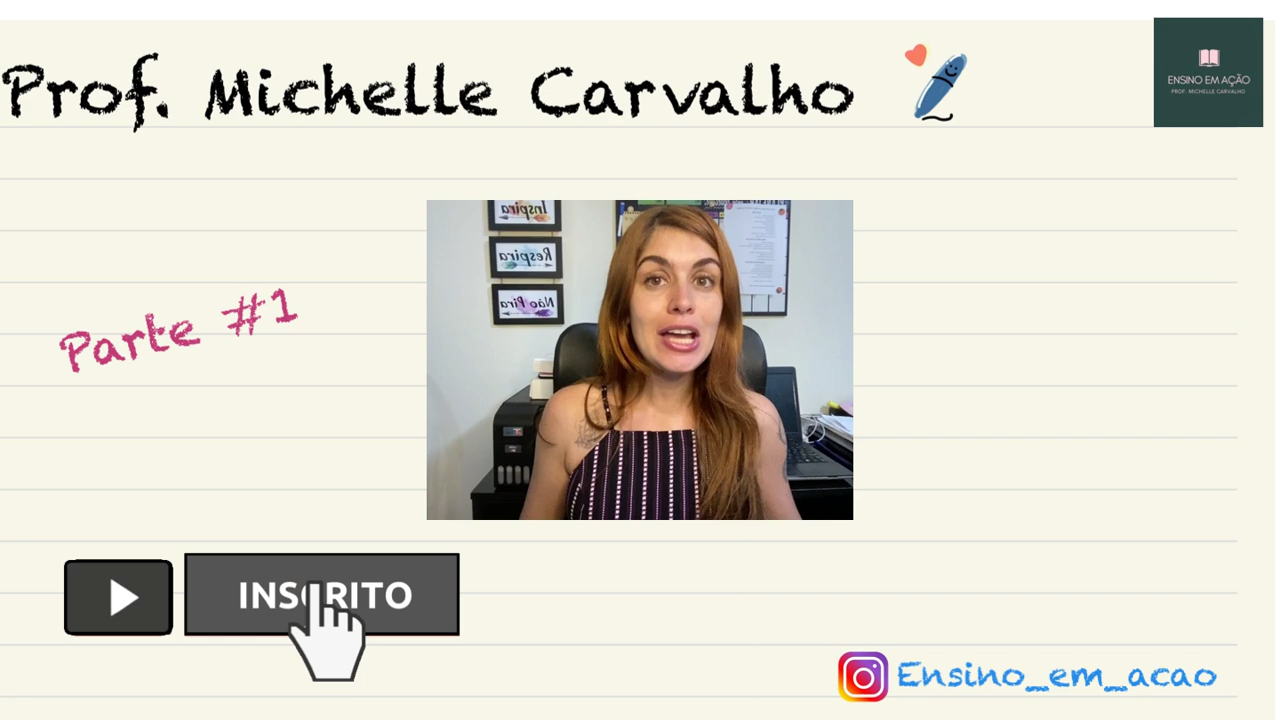 Prof. Michelle Carvalho
ENSINO EM AÇÃO
PROF. MICHELLE CARVALHO
Inspira
Respira
Não Pira
Parte #1
INSCRITO
Ensino_em_acao